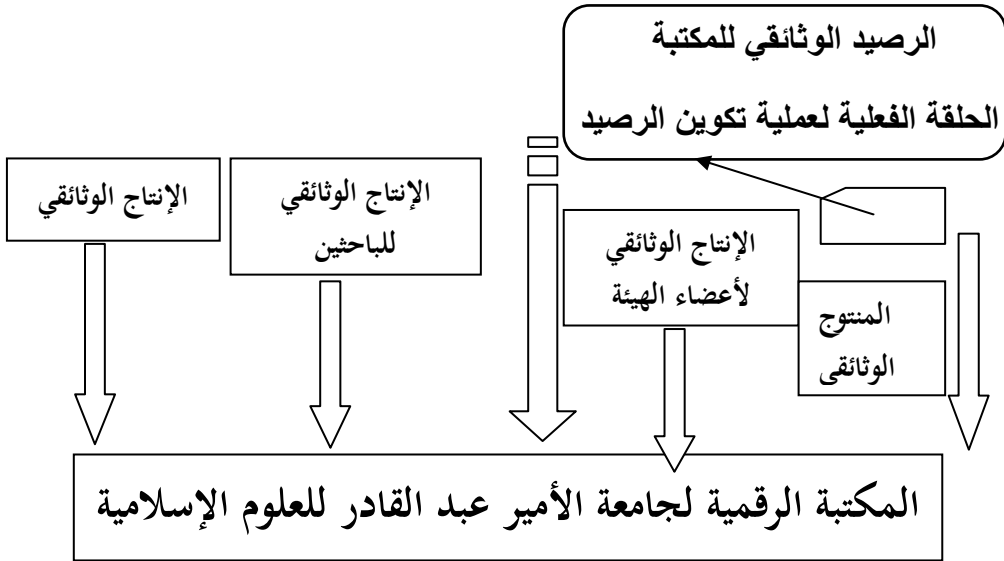 الرصيد الوثائقي للمكتبة
الحلقة الفعلية لعملية تكوين الرصيد
الإنتاج الوثائقي
لأعضاء الهيئة
المنتوج
الوثائقى
الإنتاج الوثائقي
للباحثين
الإنتاج الوثائقي
المكتبة الرقمية لجامعة الأمير عبد القادر للعلوم الإسلامية